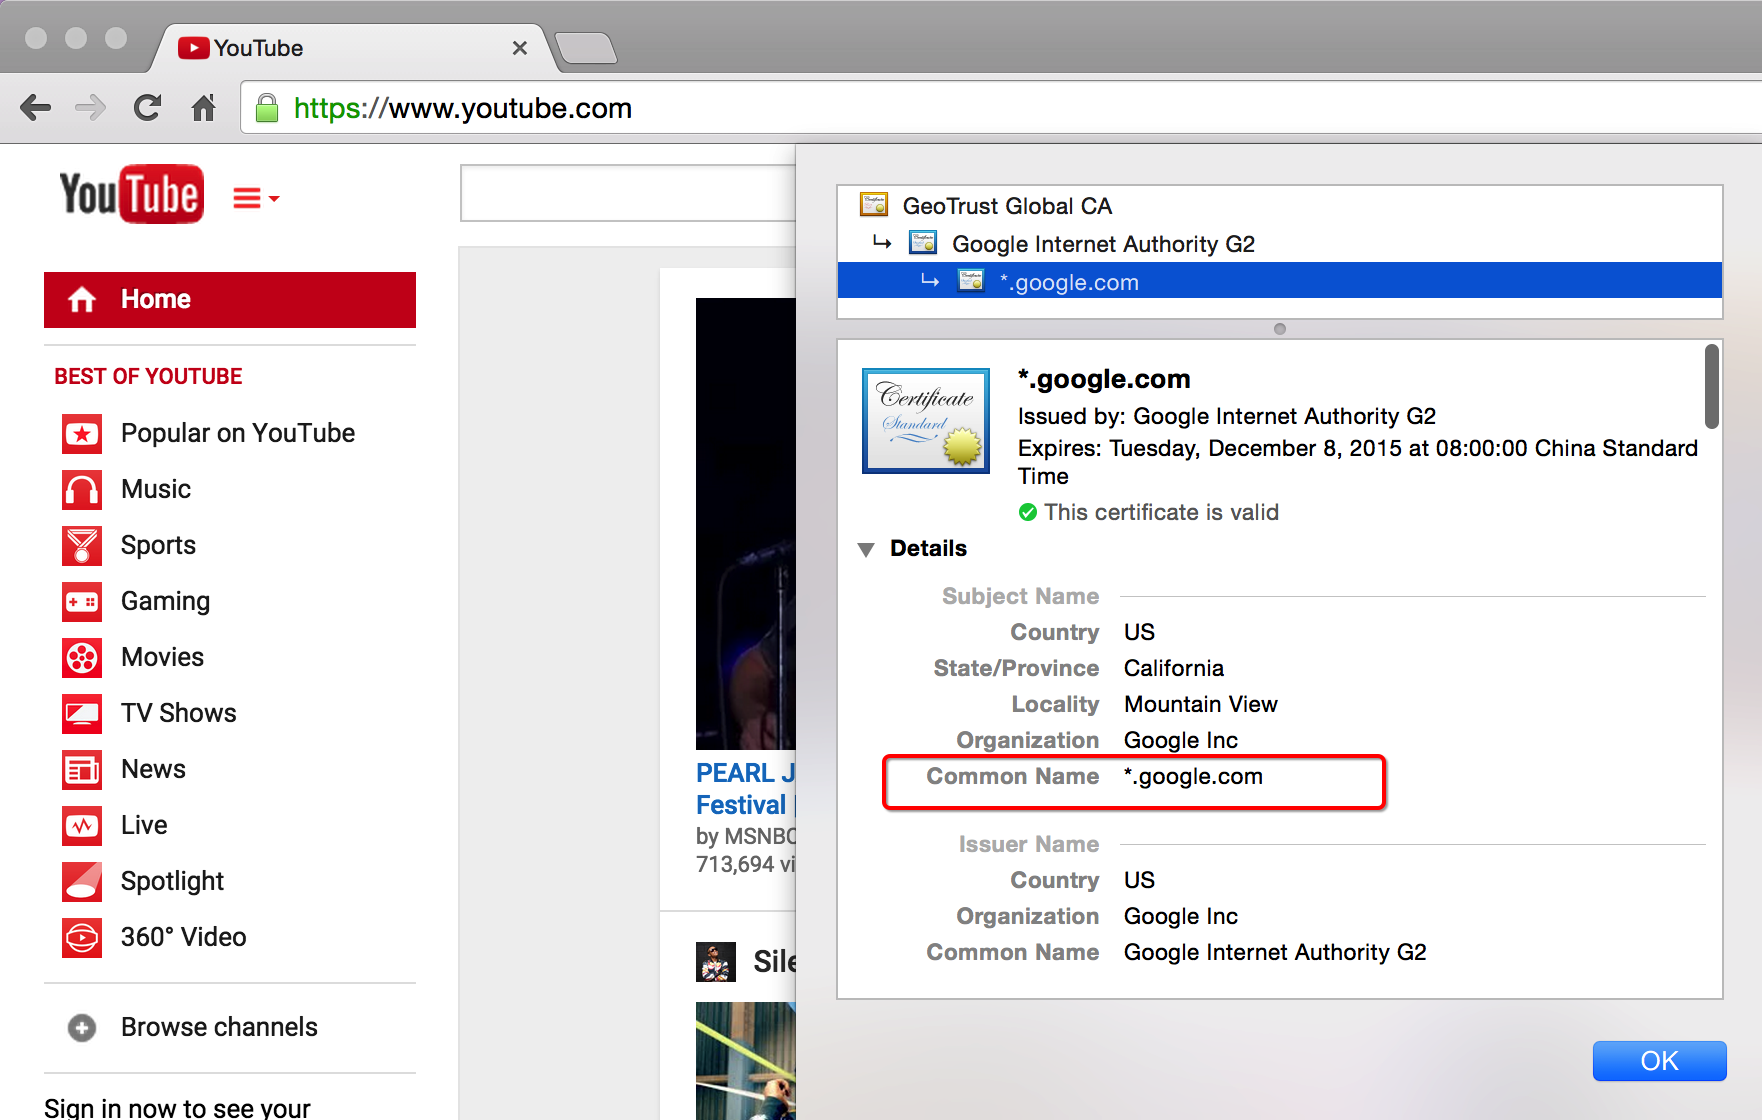 YouTube
https://www.youtube.com
YouTube
Home
BEST OF YOUTUBE
Popular on YouTube
Music
Sports
Gaming
Movies
TV Shows
News
Live
Spotlight
360° Video
Browse channels
Sign in now to see your
PEARL J
Festival
by MSNBC
713,694 vi
Sile
GeoTrust Global CA
Google Internet Authority G2
*.google.com
Certificate
Standard
*.google.com
Issued by: Google Internet Authority G2
Expires: Tuesday, December 8, 2015 at 08:00:00 China Standard
Time
This certificate is valid
Details
Subject Name
Country US
State/Province California
Locality Mountain View
Organization Google Inc
Common Name *.google.com
Issuer Name
Country US
Organization Google Inc
Common Name Google Internet Authority G2
OK